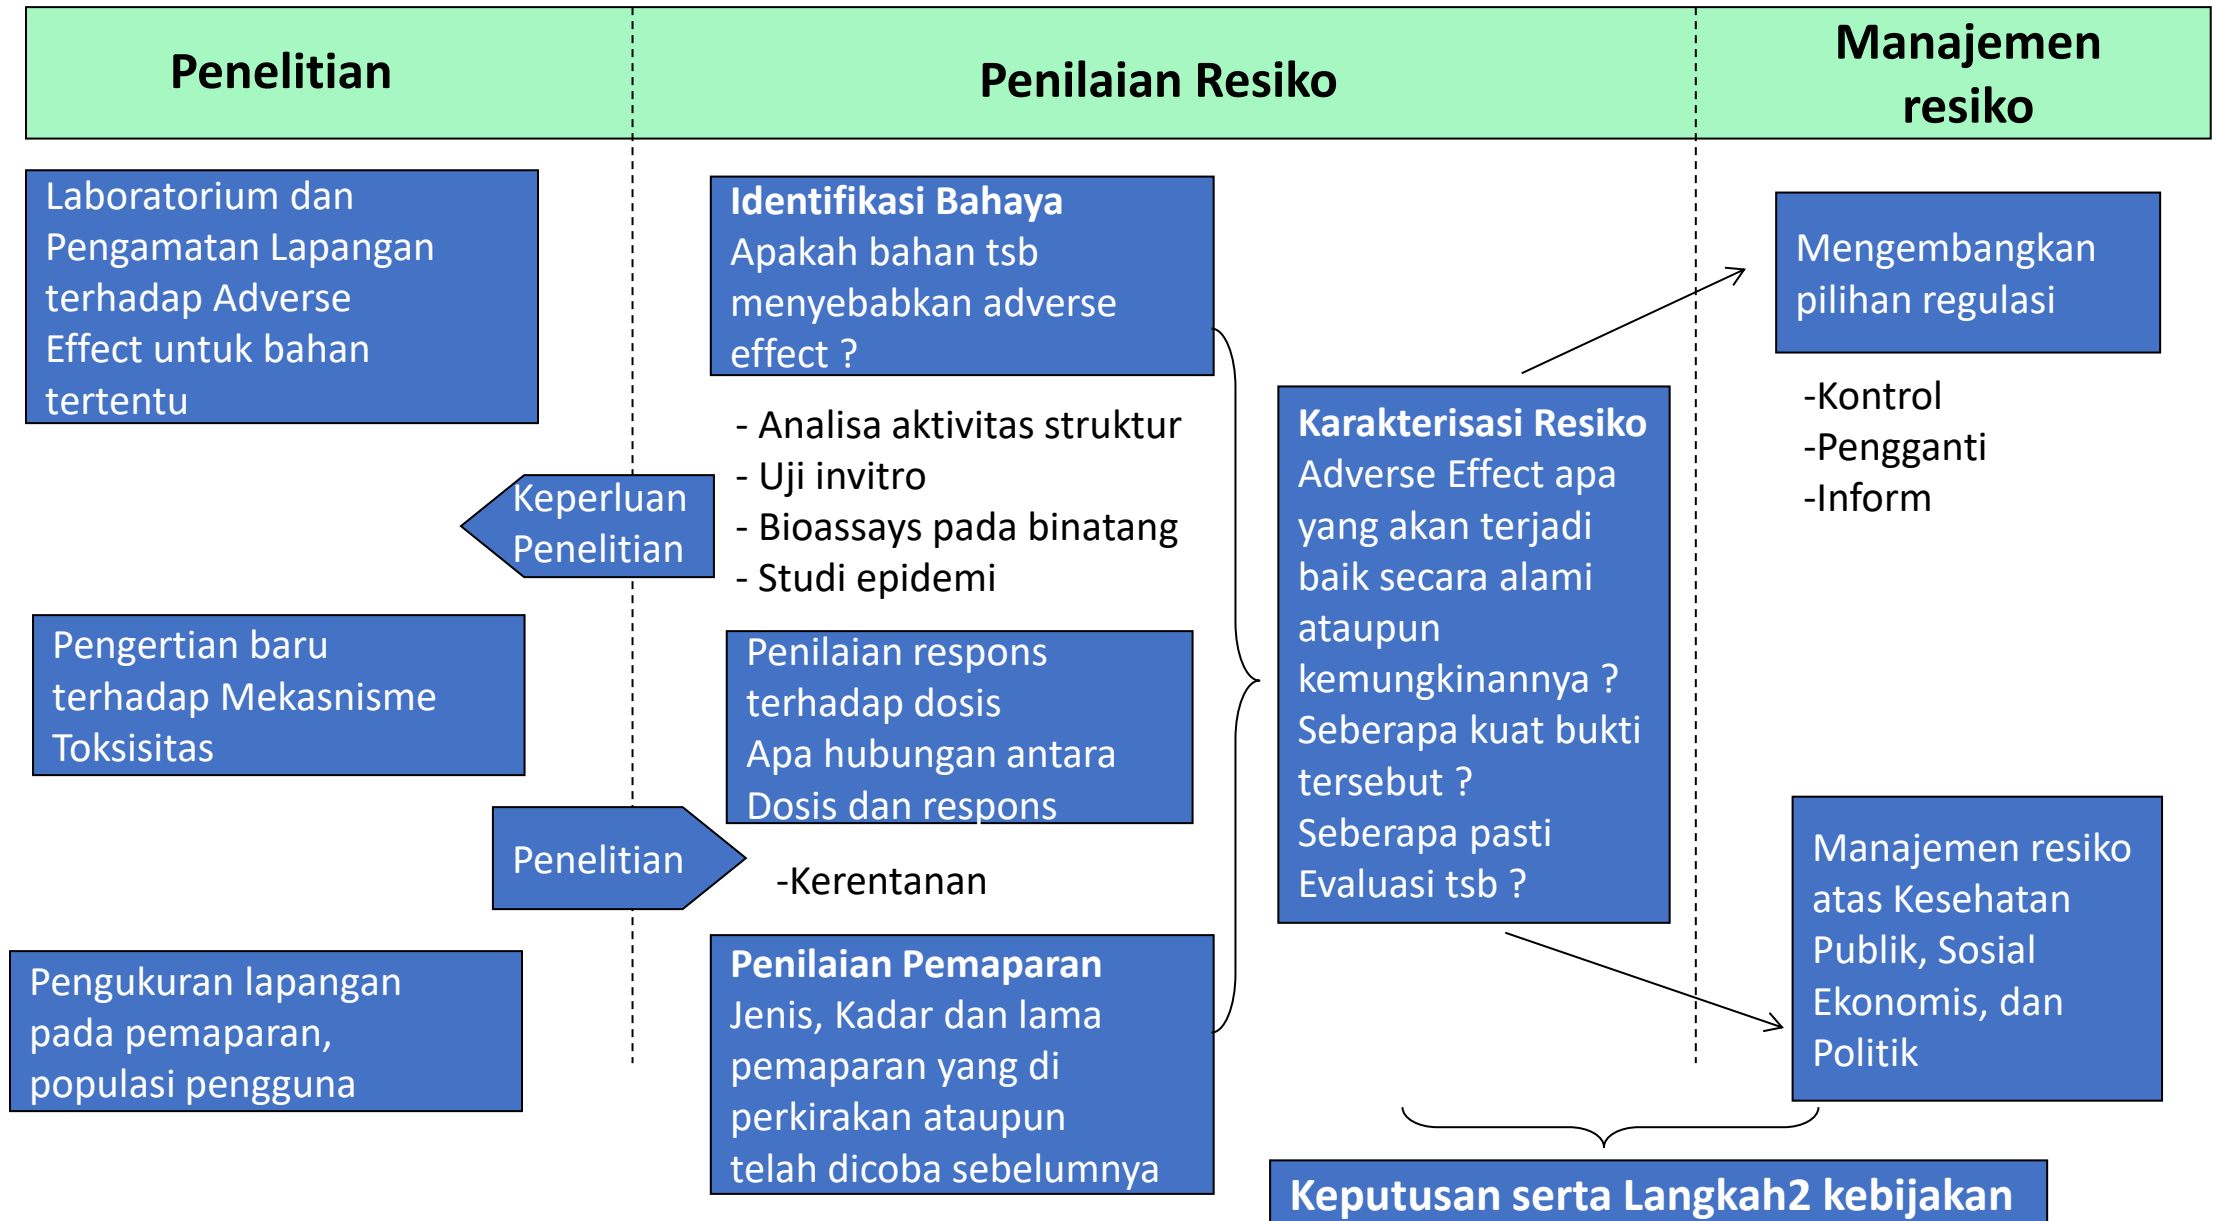 Penelitian
Penilaian Resiko
Manajemen
resiko
Laboratorium dan
Pengamatan Lapangan
terhadap Adverse
Effect untuk bahan
tertentu
Keperluan
Penelitian
Pengertian baru
terhadap Mekasnisme
Toksisitas
Penelitian
Pengukuran lapangan
pada pemaparan,
populasi pengguna
Identifikasi Bahaya
Apakah bahan tsb
menyebabkan adverse
effect ?
- Analisa aktivitas struktur
- Uji invitro
- Bioassays pada binatang
- Studi epidemi
Penilaian respons
terhadap dosis
Apa hubungan antara
Dosis dan respons
-Kerentanan
Penilaian Pemaparan
Jenis, Kadar dan lama
pemaparan yang di
perkirakan ataupun
telah dicoba sebelumnya
Karakterisasi Resiko
Adverse Effect apa
yang akan terjadi
baik secara alami
ataupun
kemungkinannya ?
Seberapa kuat bukti
tersebut ?
Seberapa pasti
Evaluasi tsb ?
Mengembangkan
pilihan regulasi
-Kontrol
-Pengganti
-Inform
Manajemen resiko
atas Kesehatan
Publik, Sosial
Ekonomis, dan
Politik
Keputusan serta Langkah2 kebijakan